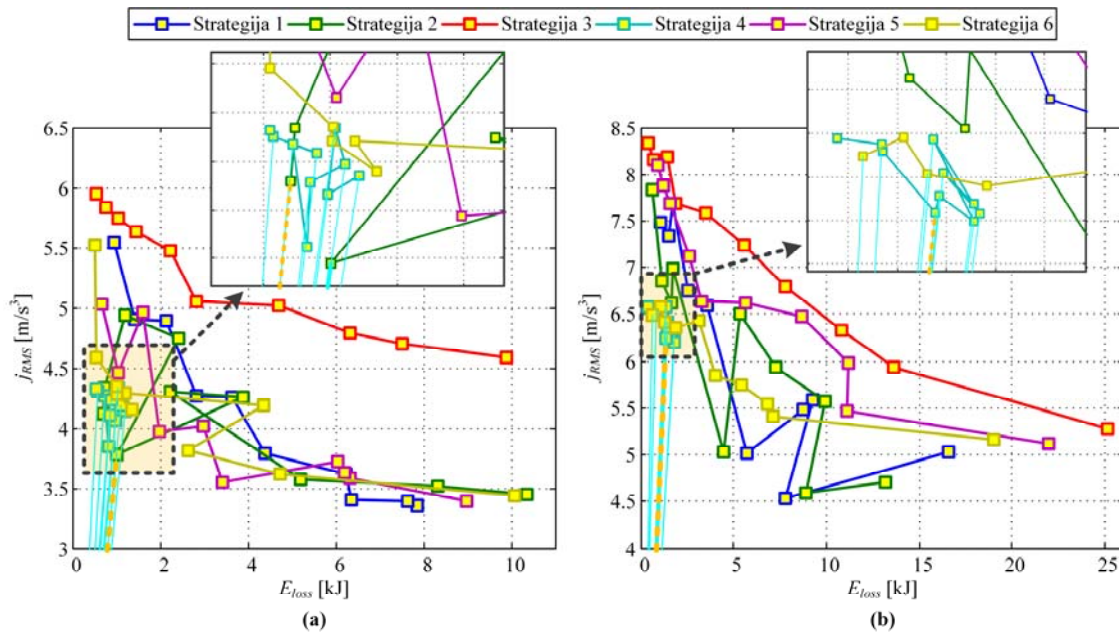 Strategija 1 Strategija 2 Strategija 3 Strategija 4 Strategija 5 Strategija 6
6.5
6
5.5
5
4.5
4
3.5
3
j_RMS [m/s³]
0 2 4 6 8 10
E_loss [kJ]
(a)
8.5
8
7.5
7
6.5
6
5.5
5
4.5
4
j_RMS [m/s³]
0 5 10 15 20 25
E_loss [kJ]
(b)